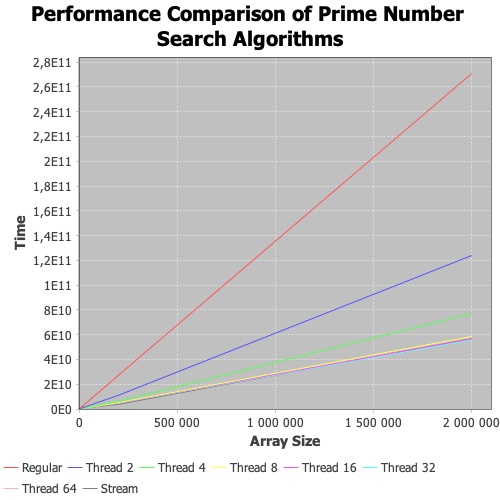 Performance Comparison of Prime Number
Search Algorithms
2,8E11
2,6E11
2,4E11
2,2E11
2E11
1,8E11
1,6E11
1,4E11
1,2E11
1E11
8E10
6E10
4E10
2E10
0E0
Time
0 500 000 1 000 000 1 500 000 2 000 000
Array Size
Regular Thread 2 Thread 4 Thread 8 Thread 16 Thread 32
Thread 64 Stream